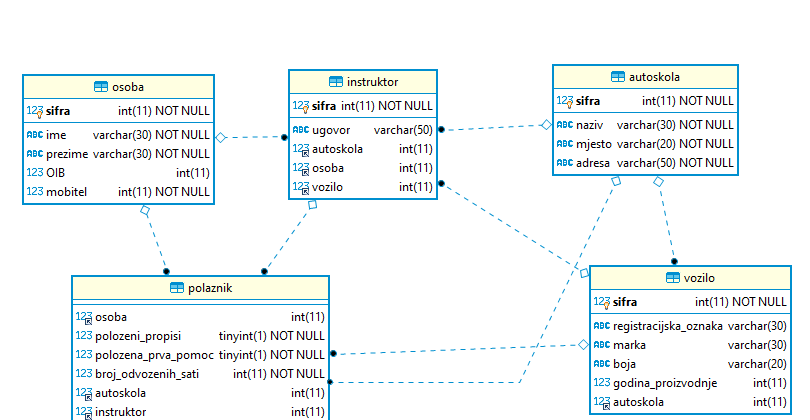 osoba
123 sifra int(11) NOT NULL
ABC ime varchar(30) NOT NULL
ABC prezime varchar(30) NOT NULL
123 OIB int(11)
123 mobitel int(11) NOT NULL
instruktor
123 sifra int(11) NOT NULL
ABC ugovor varchar(50)
123 autoskola int(11)
123 osoba int(11)
123 vozilo int(11)
autoskola
123 sifra int(11) NOT NULL
ABC naziv varchar(30) NOT NULL
ABC mjesto varchar(20) NOT NULL
ABC adresa varchar(50) NOT NULL
polaznik
123 osoba int(11)
123 polozeni_propisi tinyint(1) NOT NULL
123 polozena_prva_pomoc tinyint(1) NOT NULL
123 broj_odvozenih_sati int(11) NOT NULL
123 autoskola int(11)
123 instruktor int(11)
vozilo
123 sifra int(11) NOT NULL
ABC registracijska_oznaka varchar(30)
ABC marka varchar(30)
ABC boja varchar(20)
123 godina_proizvodnje int(11)
123 autoskola int(11)